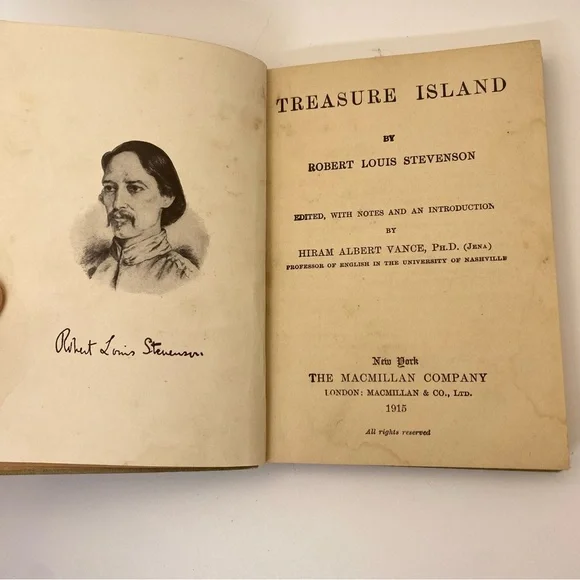 Robert Louis Stevenson
TREASURE ISLAND
BY
ROBERT LOUIS STEVENSON
EDITED, WITH NOTES AND AN INTRODUCTION
BY
HIRAM ALBERT VANCE, PH.D. (JENA)
PROFESSOR OF ENGLISH IN THE UNIVERSITY OF NASHVILLE
New York
THE MACMILLAN COMPANY
LONDON: MACMILLAN & CO., LTD.
1915
All rights reserved